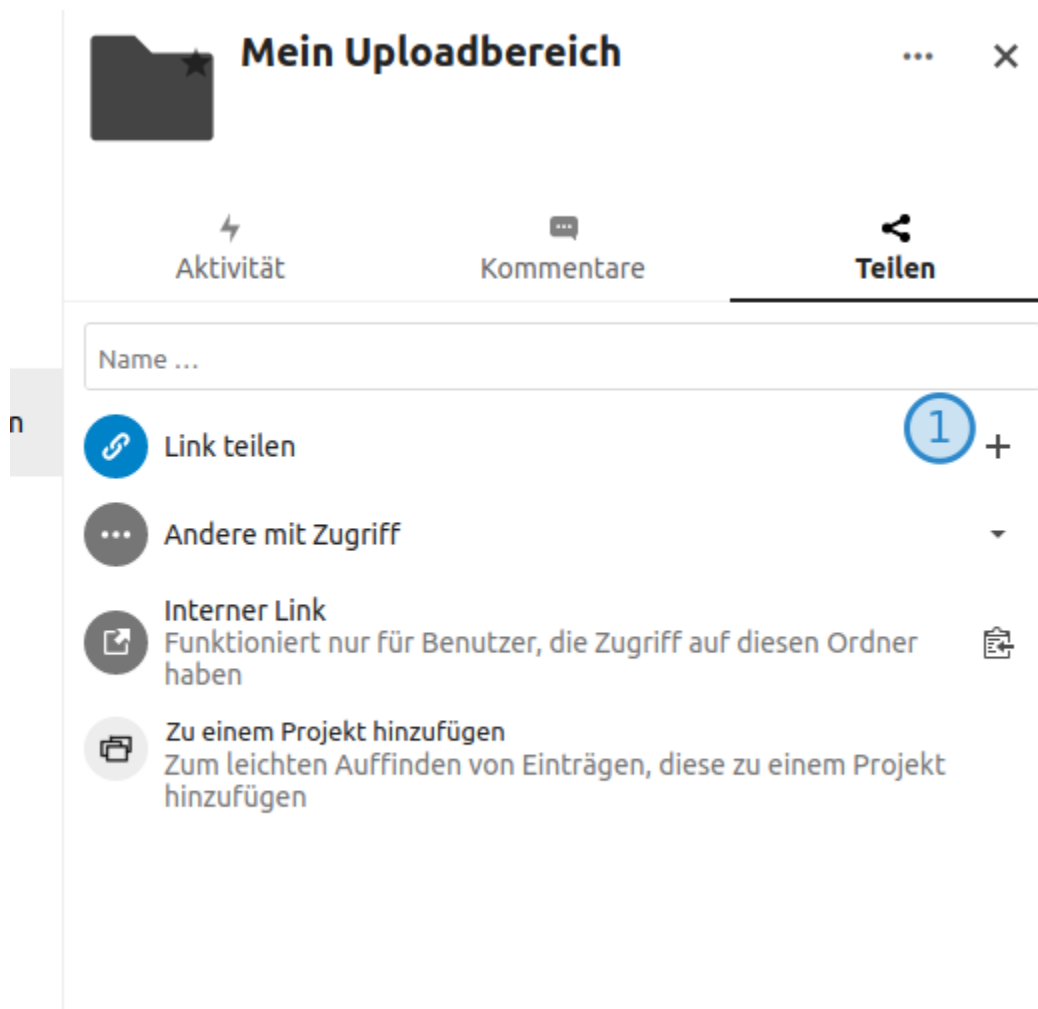 Mein Uploadbereich
Aktivität Kommentare Teilen
Name ...
n
Link teilen 1
Andere mit Zugriff
Interner Link
Funktioniert nur für Benutzer, die Zugriff auf diesen Ordner
haben
Zu einem Projekt hinzufügen
Zum leichten Auffinden von Einträgen, diese zu einem Projekt
hinzufügen